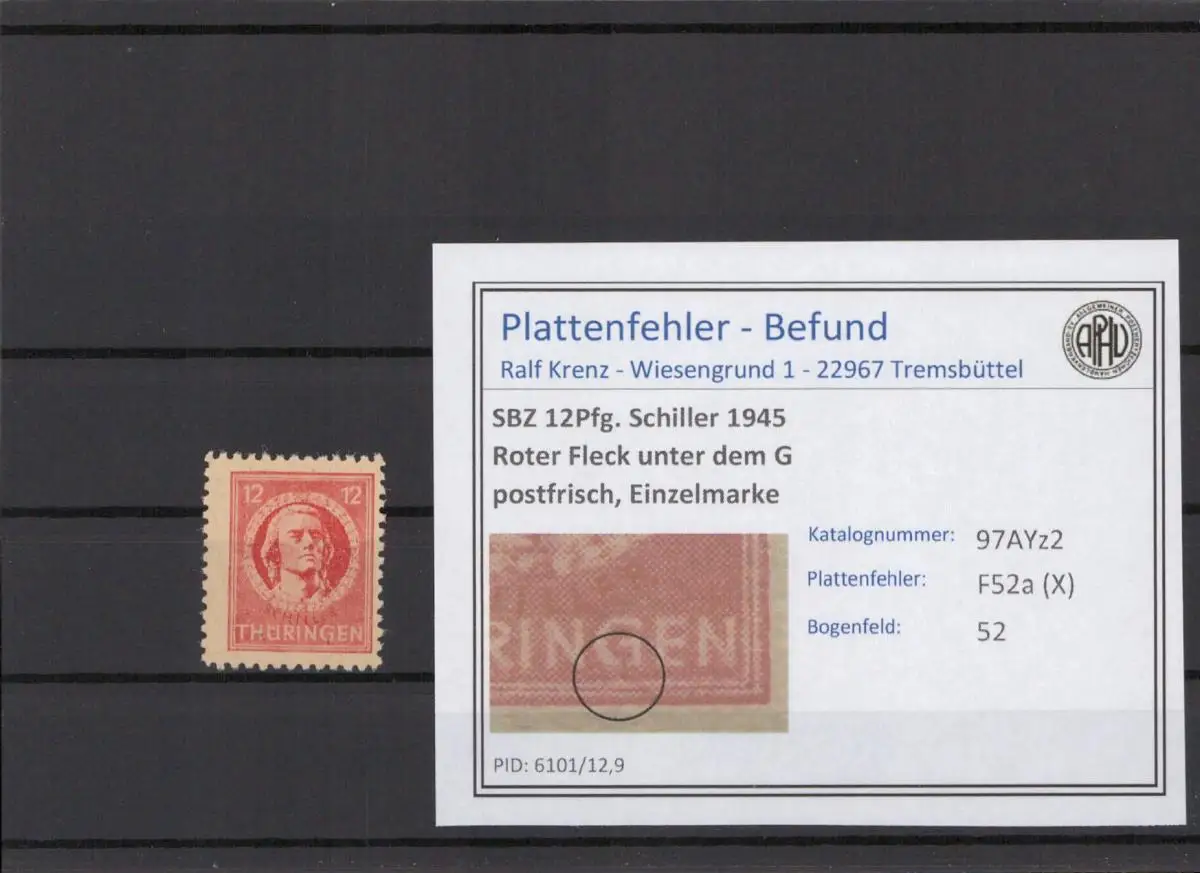 12 12
THÜRINGEN
Plattenfehler - Befund
Ralf Krenz - Wiesengrund 1 - 22967 Tremsbüttel
APHV
SBZ 12Pfg. Schiller 1945
Roter Fleck unter dem G
postfrisch, Einzelmarke
RINGEN
Katalognummer: 97AYz2
Plattenfehler: F52a (X)
Bogenfeld: 52
PID: 6101/12,9